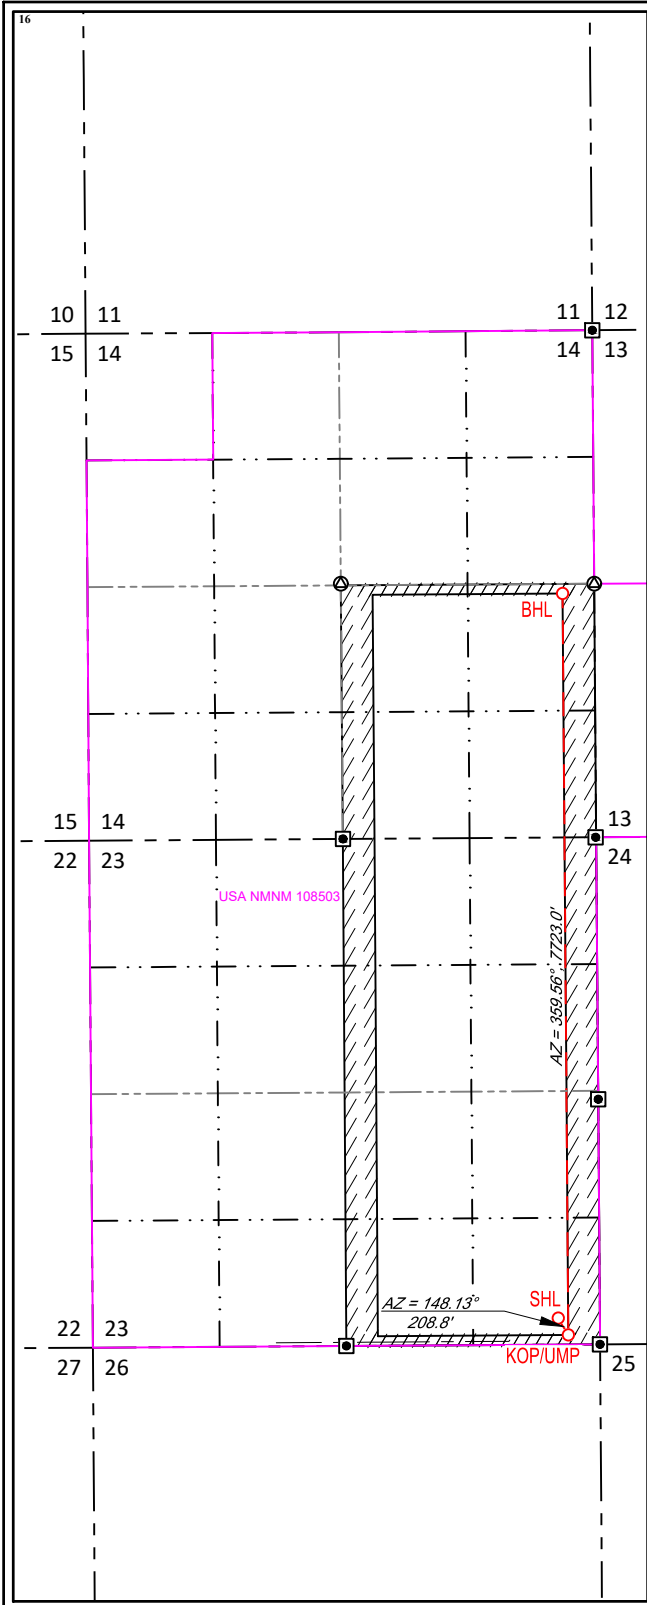 16
10 11
11 12
15 14
14 13
BHL
15 14
13
22 23
24
USA NMNM 108503
AZ = 359.56°, 7723.0'
SHL
AZ = 148.13°
208.8'
22 23
KOP/UMP
27 26
25